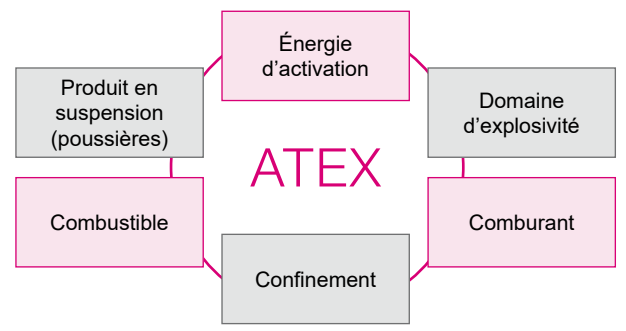 Énergie
d’activation
Produit en
suspension
(poussières)
Domaine
d’explosivité
ATEX
Combustible
Comburant
Confinement